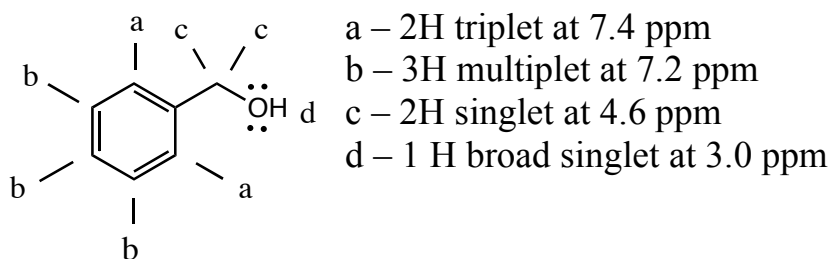 a
c
c
b
OH
d
b
a
b
a – 2H triplet at 7.4 ppm
b – 3H multiplet at 7.2 ppm
c – 2H singlet at 4.6 ppm
d – 1 H broad singlet at 3.0 ppm